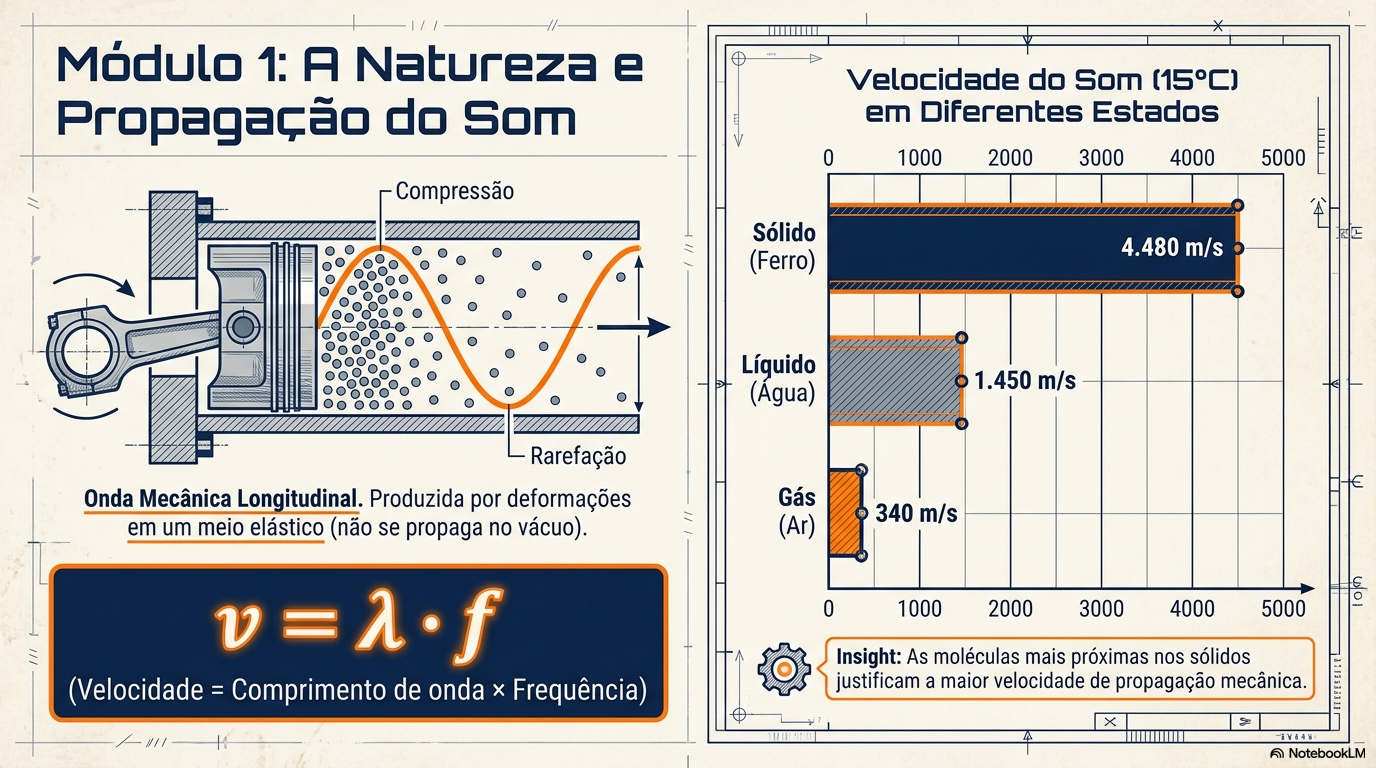 Módulo 1: A Natureza e
Propagação do Som
Compressão
Rarefação
Onda Mecânica Longitudinal. Produzida por deformações
em um meio elástico (não se propaga no vácuo).
v = λ · f
(Velocidade = Comprimento de onda × Frequência)
Velocidade do Som (15°C)
em Diferentes Estados
0 1000 2000 3000 4000 5000
Sólido
(Ferro)
4.480 m/s
Líquido
(Água)
1.450 m/s
Gás
(Ar)
340 m/s
0 1000 2000 3000 4000 5000
Insight: As moléculas mais próximas nos sólidos
justificam a maior velocidade de propagação mecânica.
NotebookLM